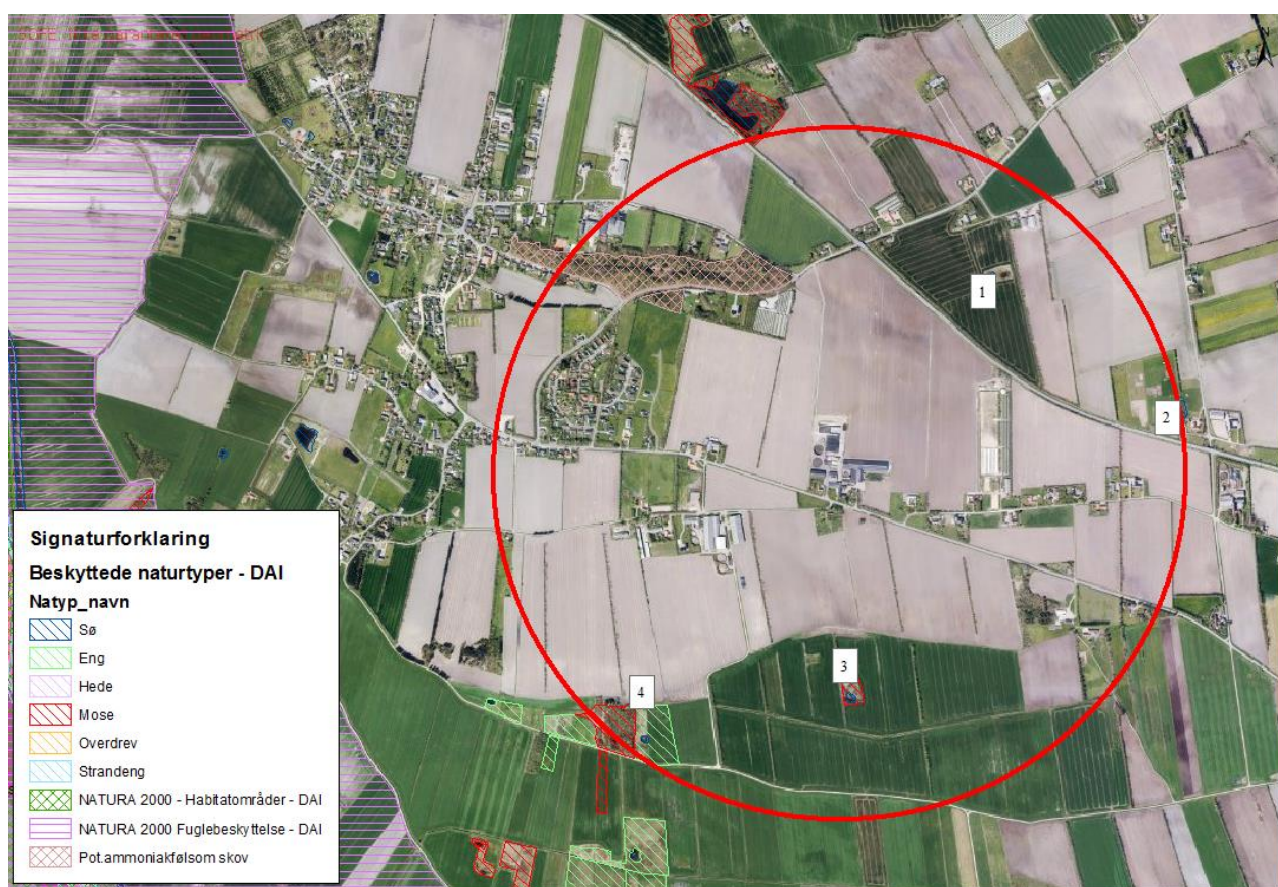 N
1
2
3
4
Signaturforklaring
Beskyttede naturtyper - DAI
Natyp_navn
Sø
Eng
Hede
Mose
Overdrev
Strandeng
NATURA 2000 - Habitatområder - DAI
NATURA 2000 Fuglebeskyttelse - DAI
Pot.ammoniakfølsom skov